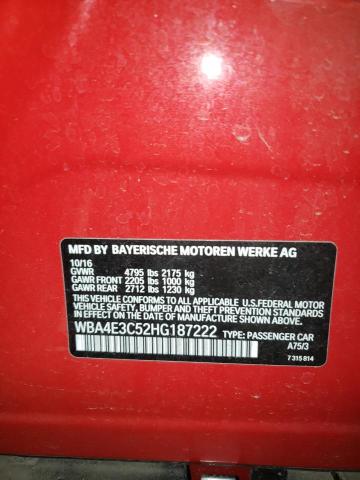 MFD BY BAYERISCHE MOTOREN WERKE AG
10/16
GVWR 4795 lbs 2175 kg
GAWR FRONT 2205 lbs 1000 kg
GAWR REAR 2712 lbs 1230 kg
THIS VEHICLE CONFORMS TO ALL APPLICABLE U.S.FEDERAL MOTOR
VEHICLE SAFETY, BUMPER AND THEFT PREVENTION STANDARDS
IN EFFECT ON THE DATE OF MANUFACTURE SHOWN ABOVE.
WBA4E3C52HG187222 TYPE: PASSENGER CAR
A75/3
7 315 814